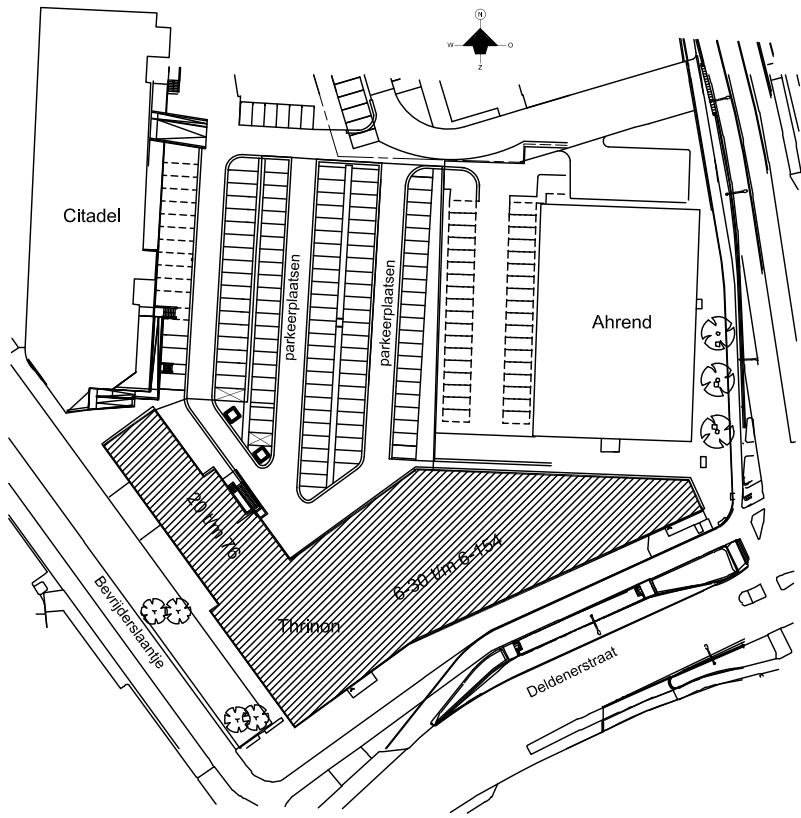 N
W O
Z
Citadel
parkeerplaatsen
parkeerplaatsen
Ahrend
20 t/m 76
6-30 t/m 6-154
Thrinon
Bevrijderslaantje
Deldenerstraat